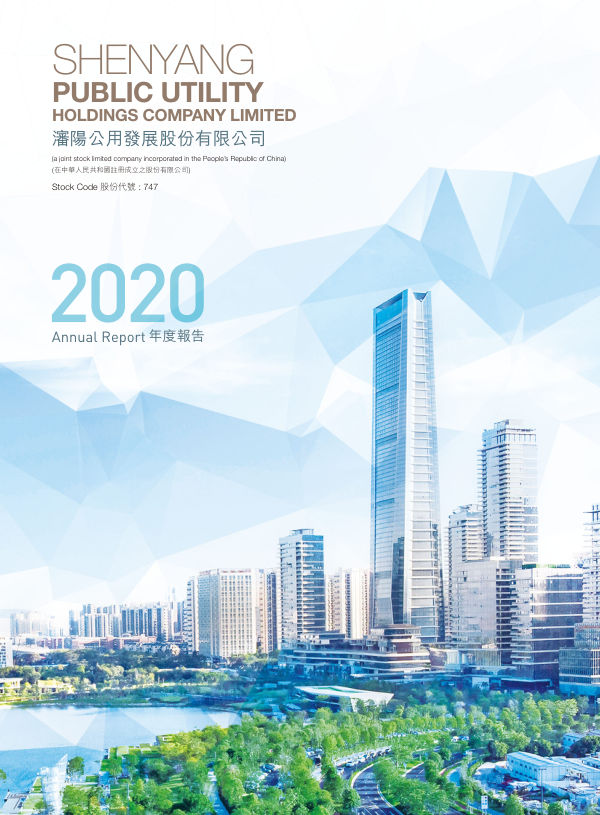 SHENYANG
PUBLIC UTILITY
HOLDINGS COMPANY LIMITED
瀋陽公用發展股份有限公司
(a joint stock limited company incorporated in the People's Republic of China)
(在中華人民共和國註冊成立之股份有限公司)
Stock Code 股份代號 : 747
2020
Annual Report 年度報告